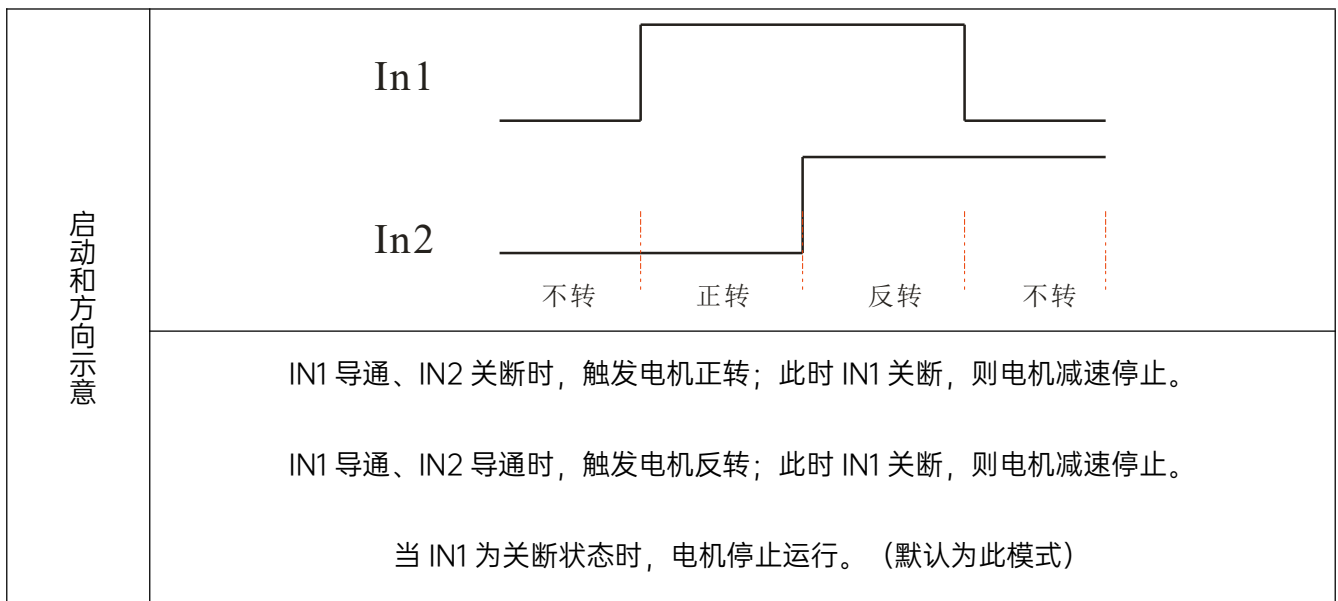 启动和方向示意
In1
In2
不转 正转 反转 不转
IN1 导通、IN2 关断时，触发电机正转；此时 IN1 关断，则电机减速停止。
IN1 导通、IN2 导通时，触发电机反转；此时 IN1 关断，则电机减速停止。
当 IN1 为关断状态时，电机停止运行。（默认为此模式）